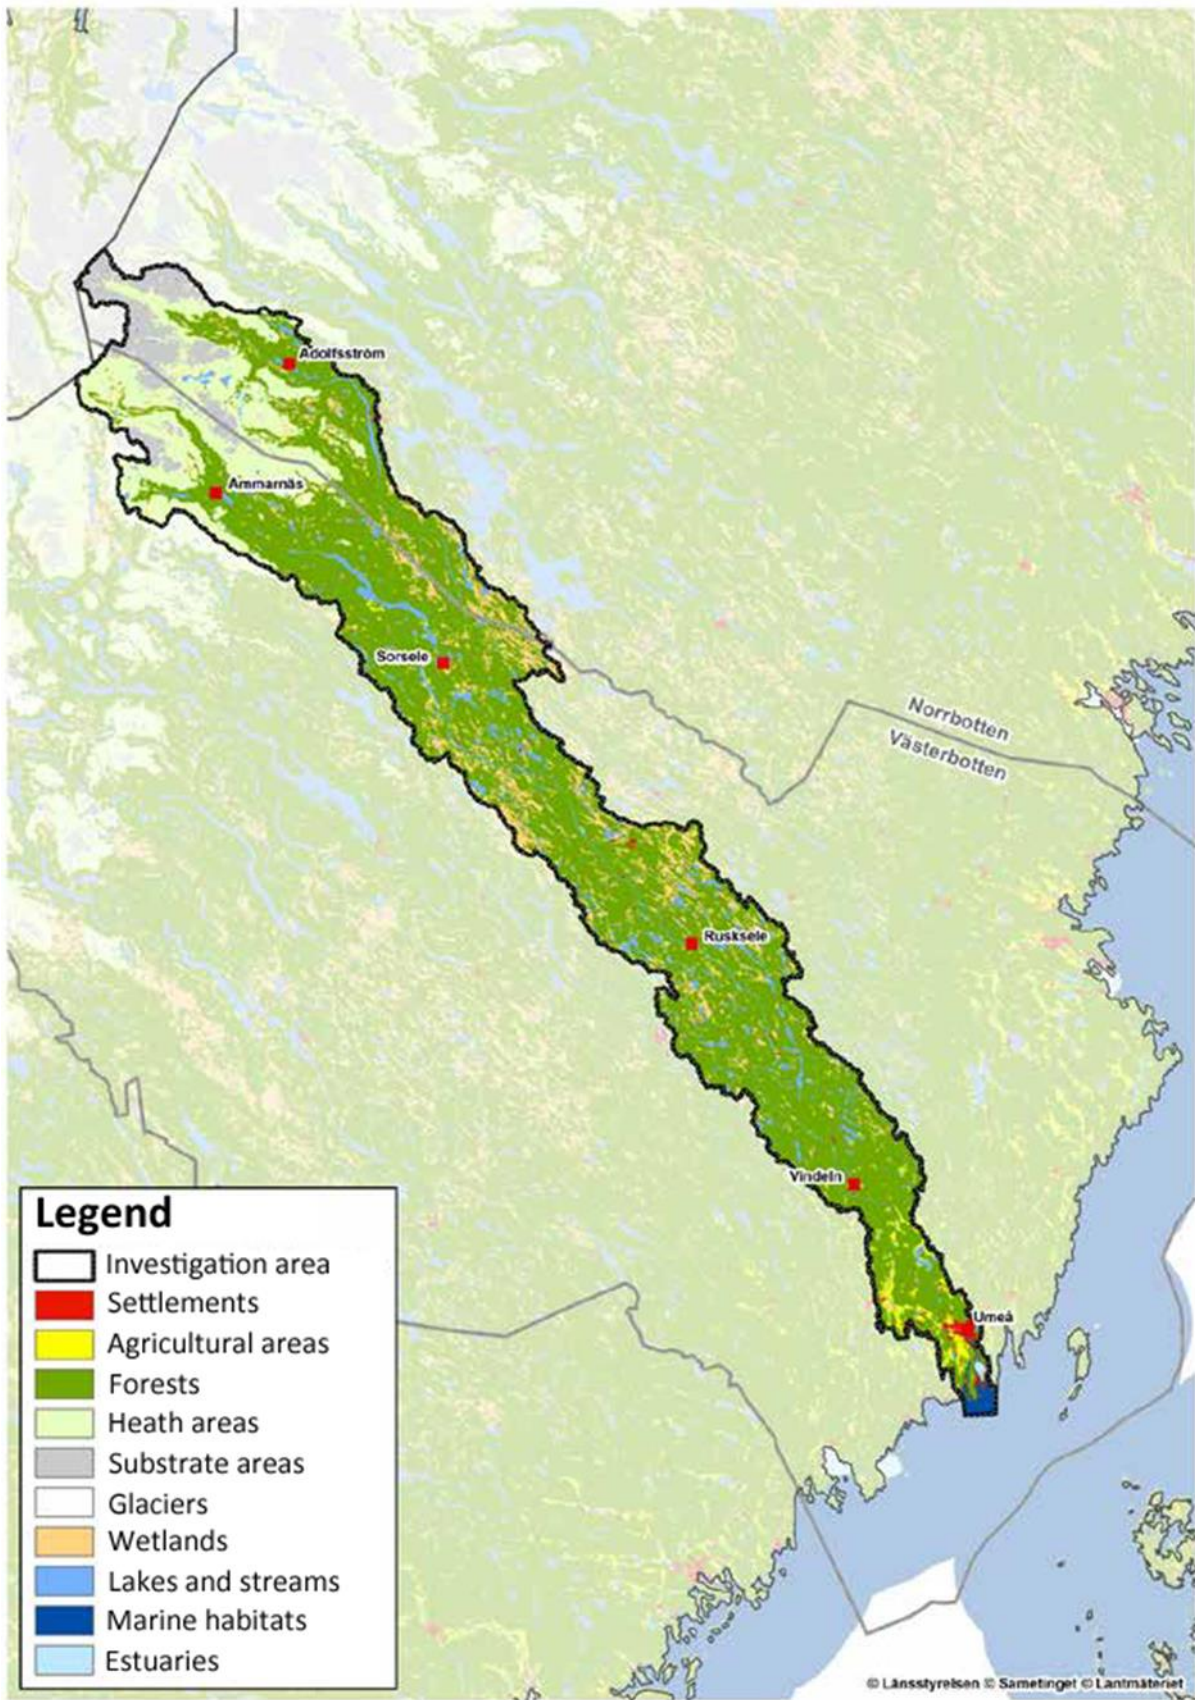 Adolfsström
Ammarnäs
Sorsele
Norrbotten
Västerbotten
Rusksele
Vindeln
Umeå
Legend
Investigation area
Settlements
Agricultural areas
Forests
Heath areas
Substrate areas
Glaciers
Wetlands
Lakes and streams
Marine habitats
Estuaries
© Länsstyrelsen © Sametinget © Lantmäteriet